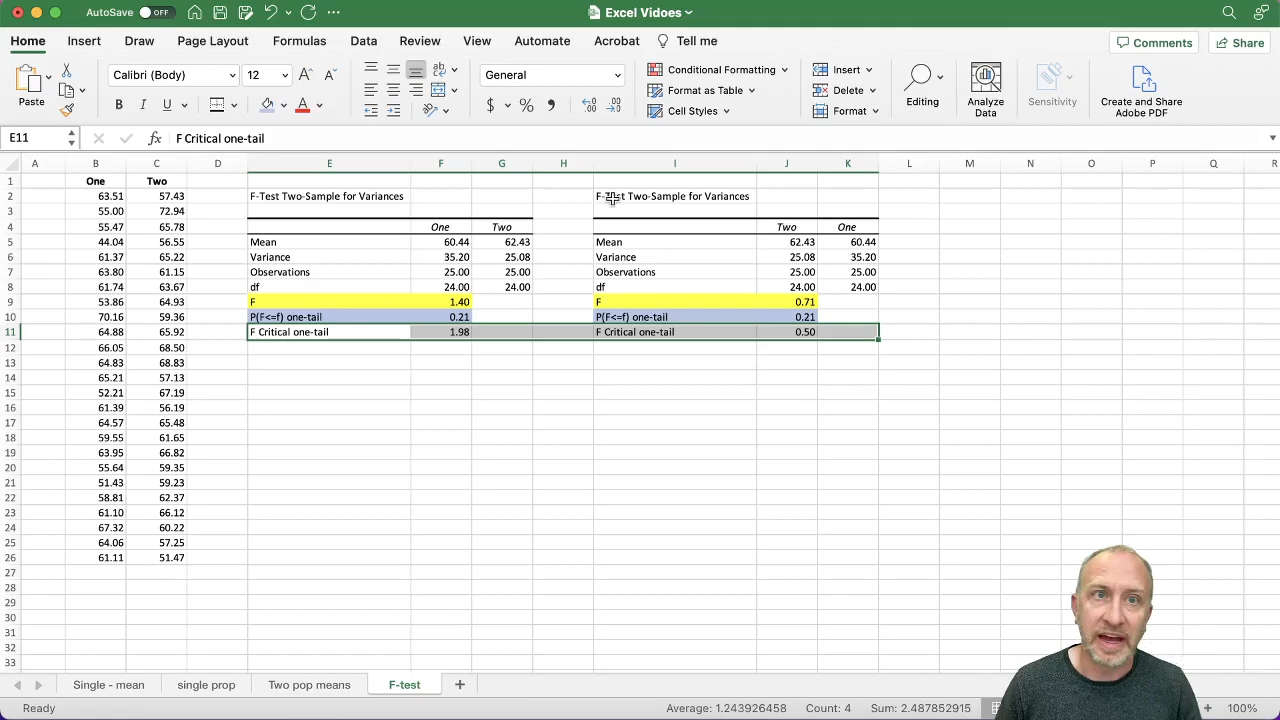 AutoSave OFF
Excel Vidoes
Home Insert Draw Page Layout Formulas Data Review View Automate Acrobat Tell me
Comments Share
Paste
Calibri (Body) 12
General
Conditional Formatting
Format as Table
Cell Styles
Insert
Delete
Format
Editing
Analyze Data
Sensitivity
Create and Share Adobe PDF
E11 fx F Critical one-tail
A B C D E F G H I J K L M N O P Q R
1 One Two
2 63.51 57.43 F-Test Two-Sample for Variances F-Test Two-Sample for Variances
3 55.00 72.94
4 55.47 65.78 One Two Two One
5 44.04 56.55 Mean 60.44 62.43 Mean 62.43 60.44
6 61.37 65.22 Variance 35.20 25.08 Variance 25.08 35.20
7 63.80 61.15 Observations 25.00 25.00 Observations 25.00 25.00
8 61.74 63.67 df 24.00 24.00 df 24.00 24.00
9 53.86 64.93 F 1.40 F 0.71
10 70.16 59.36 P(F<=f) one-tail 0.21 P(F<=f) one-tail 0.21
11 64.88 65.92 F Critical one-tail 1.98 F Critical one-tail 0.50
12 66.05 68.50
13 64.83 68.83
14 65.21 57.13
15 52.21 67.19
16 61.39 56.19
17 64.57 65.48
18 59.55 61.65
19 63.95 66.82
20 55.64 59.35
21 51.43 59.23
22 58.81 62.37
23 61.10 66.12
24 67.32 60.22
25 64.06 57.25
26 61.11 51.47
27
28
29
30
31
32
33
Single - mean single prop Two pop means F-test
Ready Average: 1.243926458 Count: 4 Sum: 2.487852915 100%